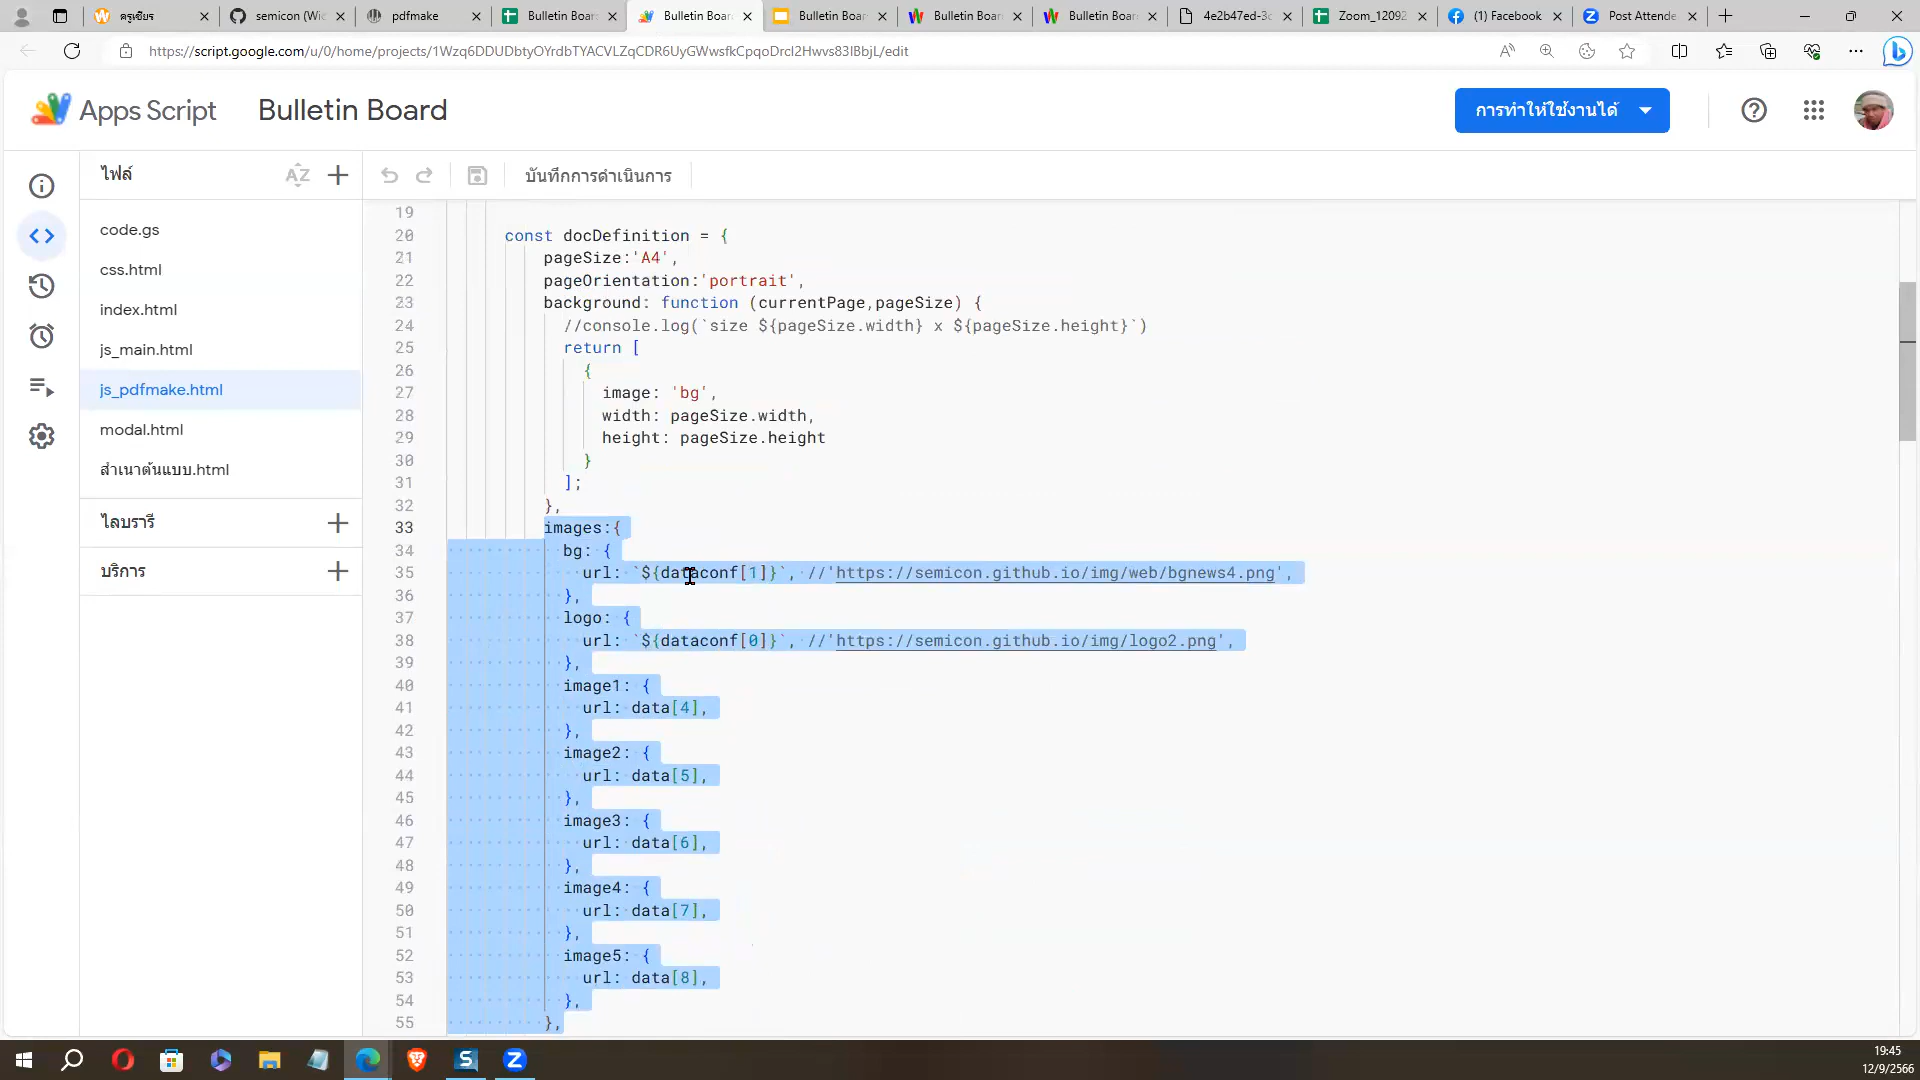 ครูเชียร
semicon (Wic
pdfmake
Bulletin Boar
Bulletin Boar
Bulletin Boar
Bulletin Boar
Bulletin Boar
4e2b47ed-3c
Zoom_12092
(1) Facebook
Post Attende
https://script.google.com/u/0/home/projects/1Wzq6DDUDbtyOYrdbTYACVLZqCDR6UyGWwsfkCpqoDrcI2Hwvs83IBbjL/edit
Apps Script
Bulletin Board
การทำให้ใช้งานได้
ไฟล์
AZ
บันทึกการดำเนินการ
code.gs
css.html
index.html
js_main.html
js_pdfmake.html
modal.html
สำเนาต้นแบบ.html
ไลบรารี
บริการ
19
20 const docDefinition = {
21 pageSize:'A4',
22 pageOrientation:'portrait',
23 background: function (currentPage,pageSize) {
24 //console.log(`size ${pageSize.width} x ${pageSize.height}`)
25 return [
26 {
27 image: 'bg',
28 width: pageSize.width,
29 height: pageSize.height
30 }
31 ];
32 },
33 images:{
34 bg: {
35 url: `${dataconf[1]}`, //'https://semicon.github.io/img/web/bgnews4.png',
36 },
37 logo: {
38 url: `${dataconf[0]}`, //'https://semicon.github.io/img/logo2.png',
39 },
40 image1: {
41 url: data[4],
42 },
43 image2: {
44 url: data[5],
45 },
46 image3: {
47 url: data[6],
48 },
49 image4: {
50 url: data[7],
51 },
52 image5: {
53 url: data[8],
54 },
55 },
19:45
12/9/2566